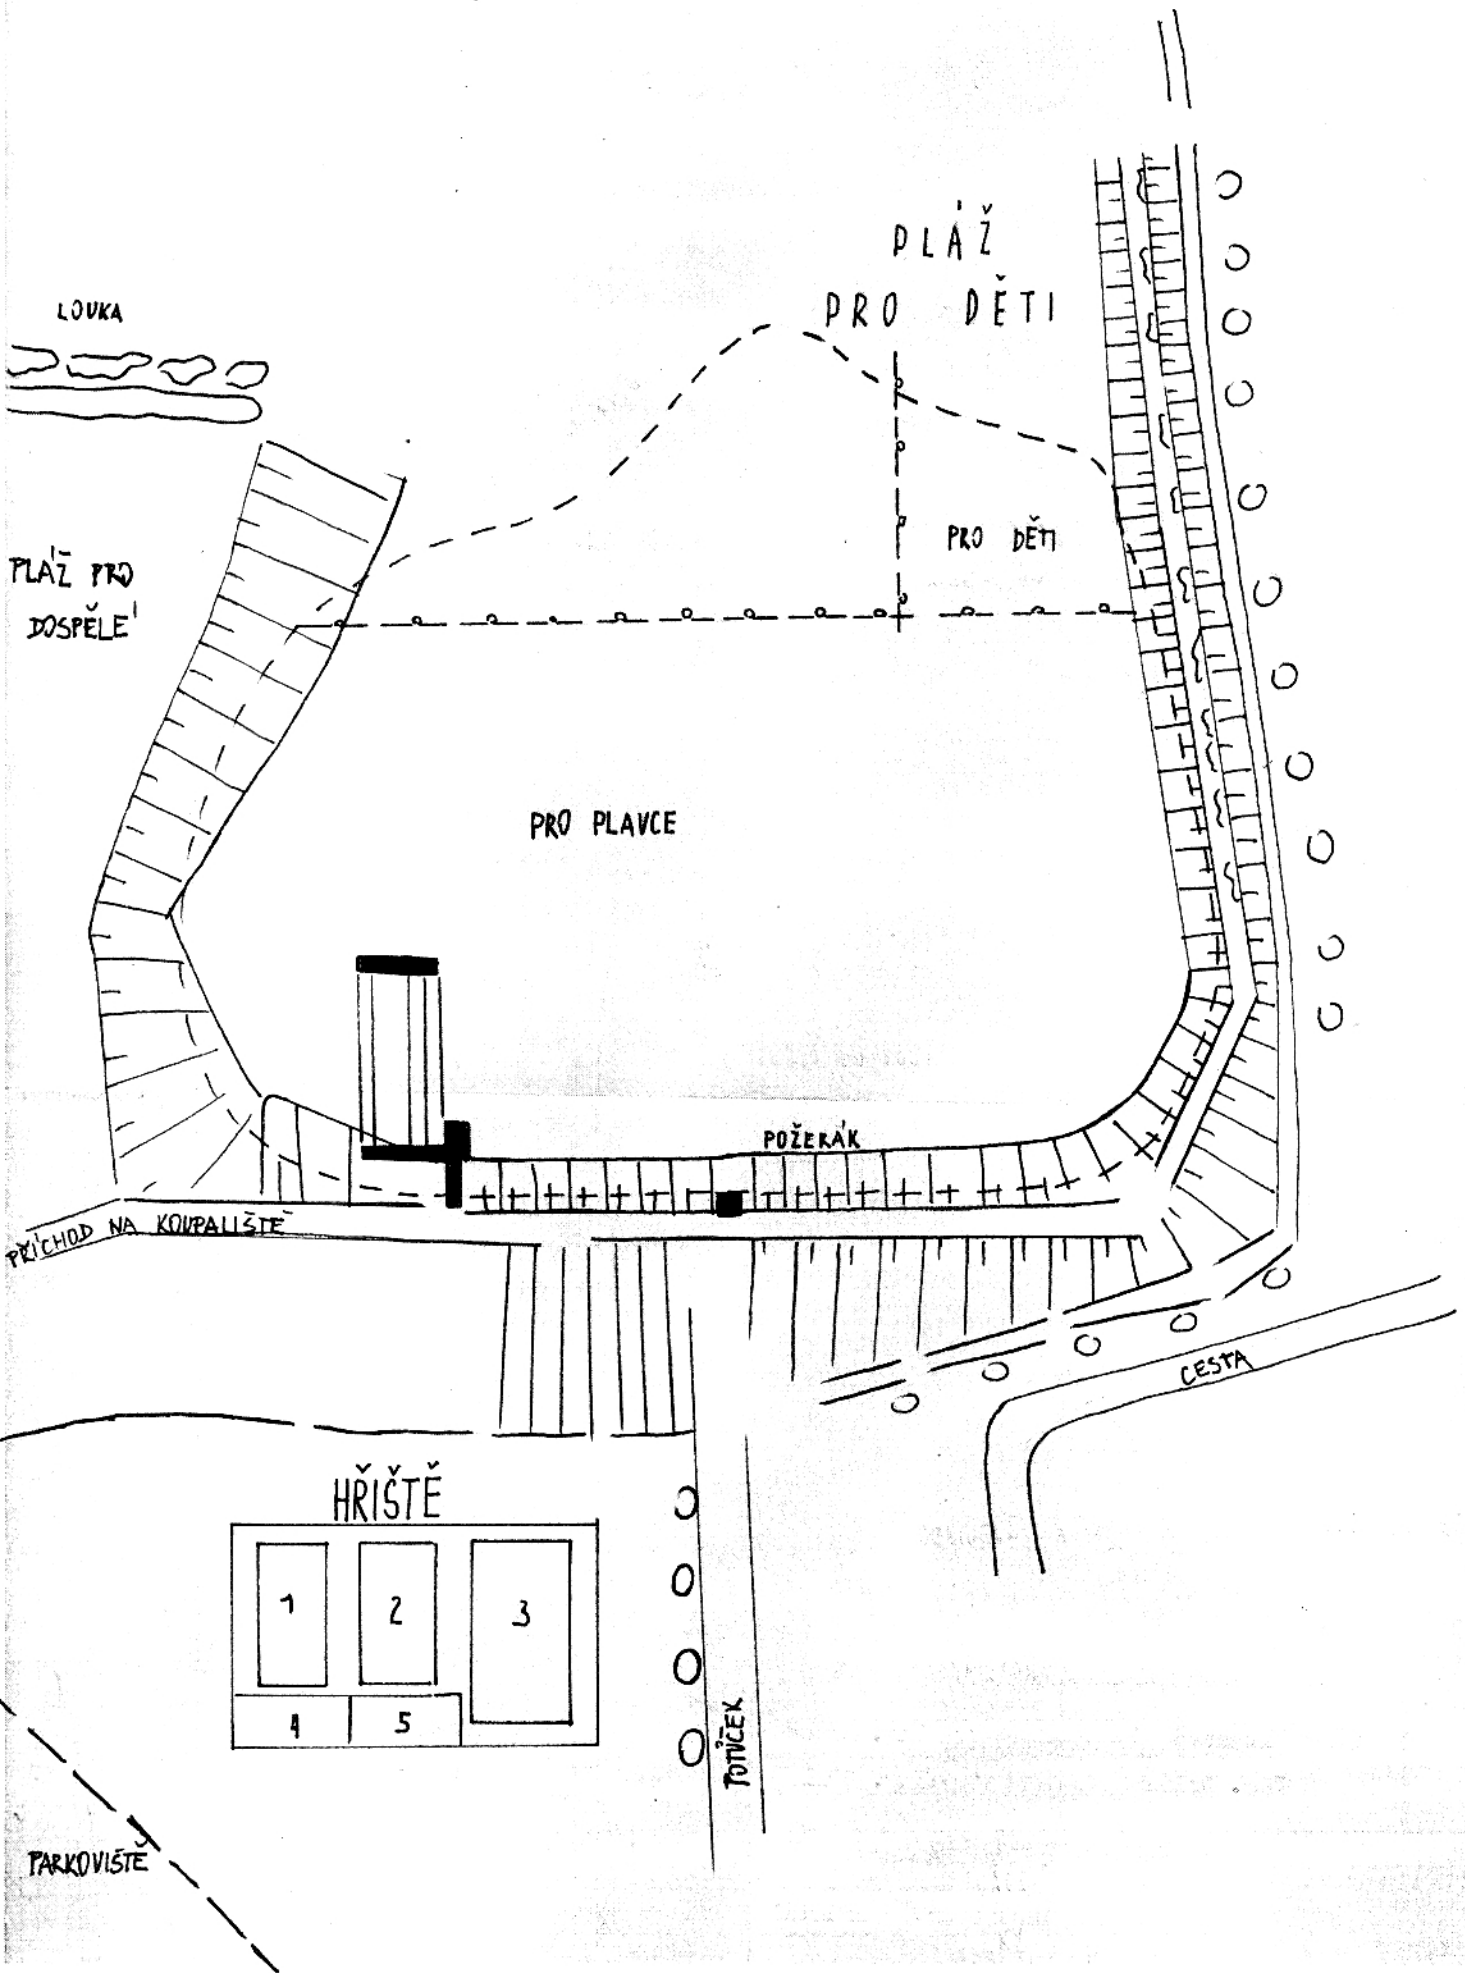 PLÁŽ
PRO DĚTI
LOUKA
PRO DĚTI
PLÁŽ PRO
DOSPĚLÉ
PRO PLAVCE
POŽERÁK
PŘÍCHOD NA KOUPALIŠTĚ
CESTA
HŘIŠTĚ
1 2 3
4 5
POTŮČEK
PARKOVIŠTĚ